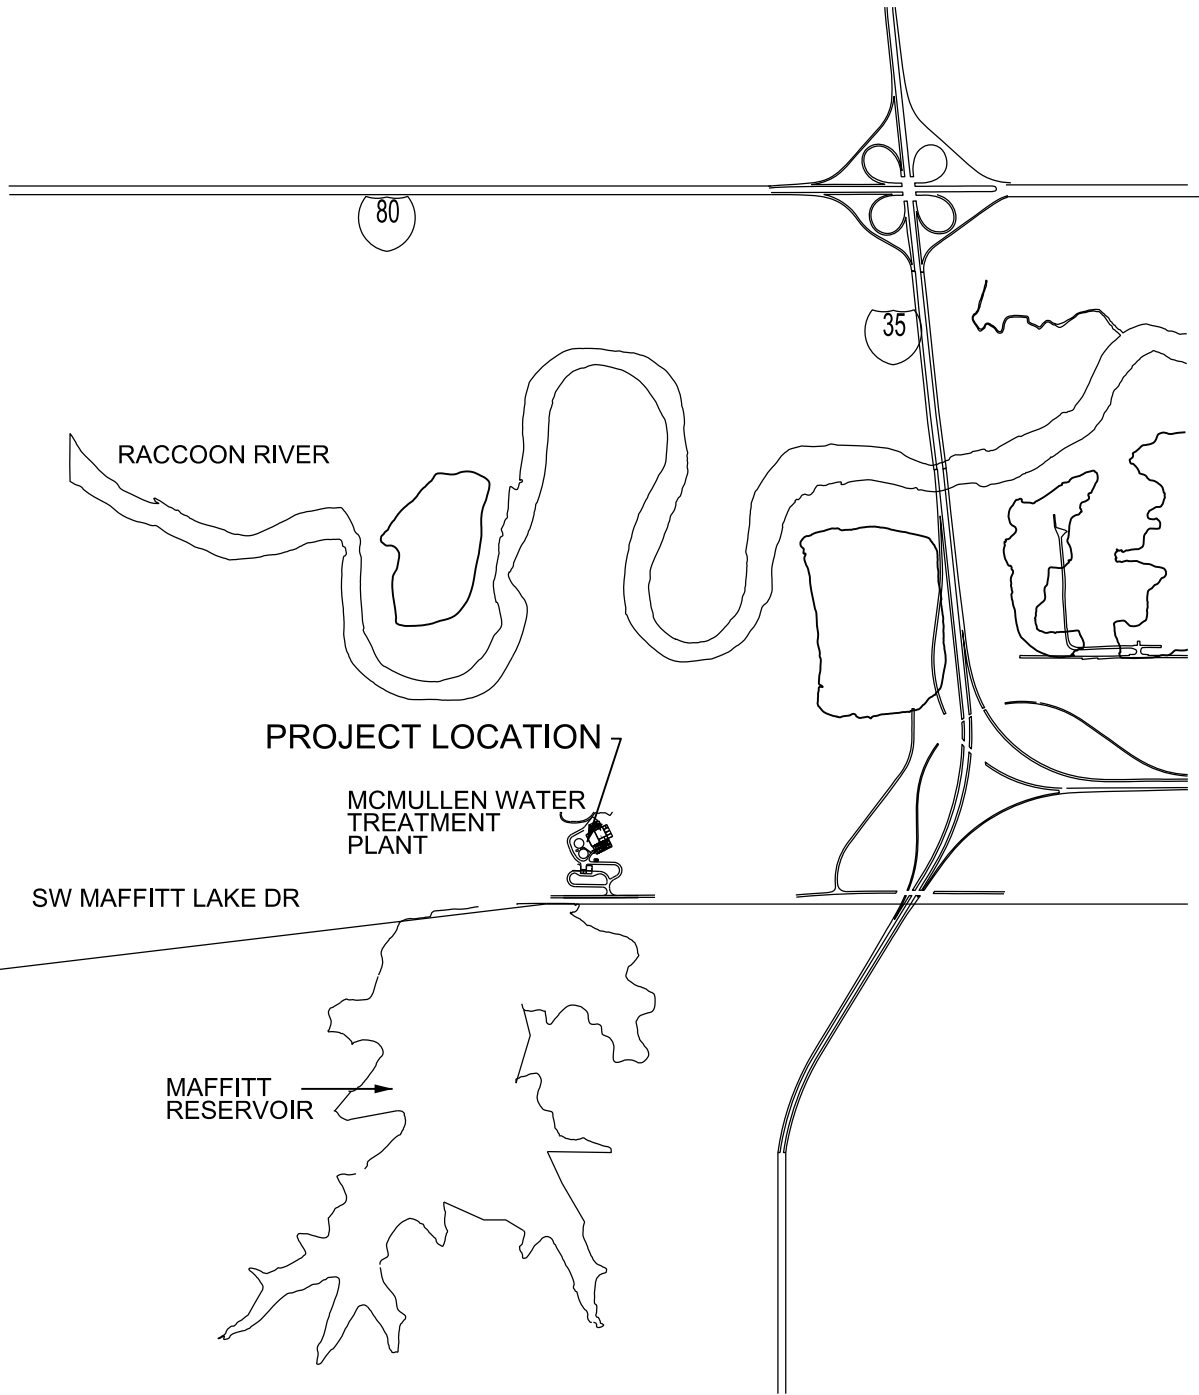 80
35
RACCOON RIVER
PROJECT LOCATION
MCMULLEN WATER
TREATMENT
PLANT
SW MAFFITT LAKE DR
MAFFITT
RESERVOIR